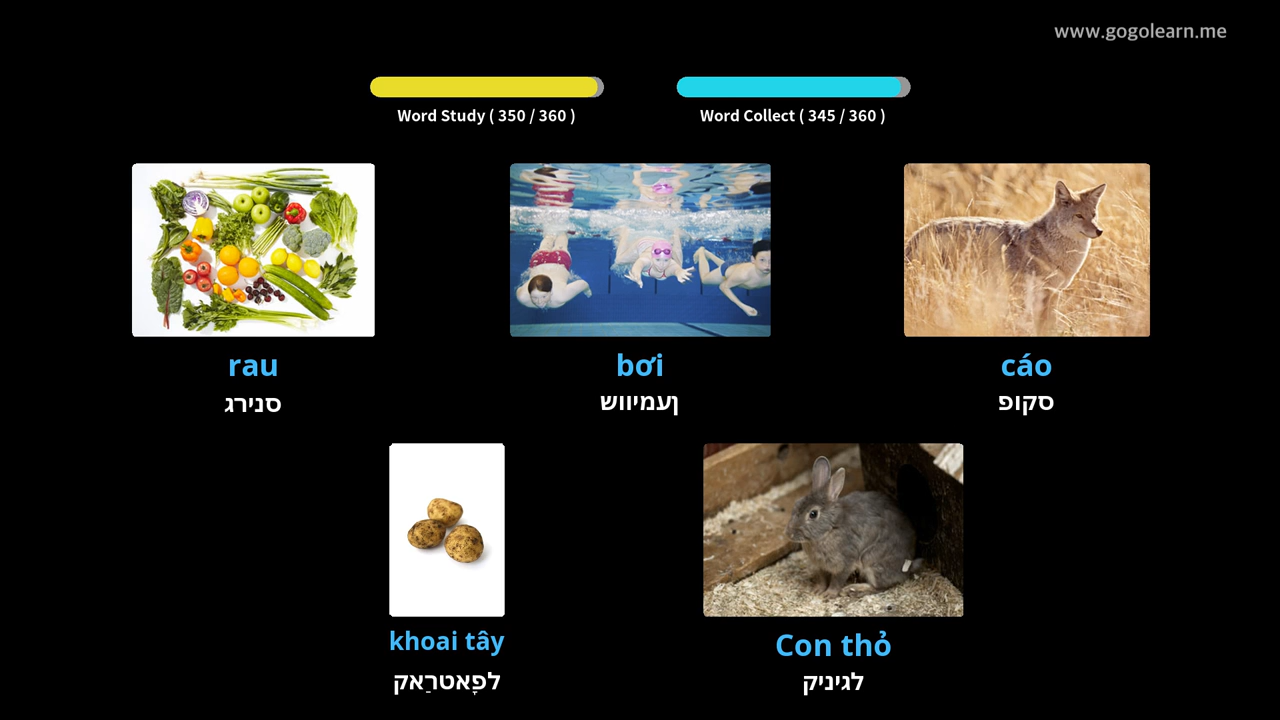 www.gogolearn.me
Word Study ( 350 / 360 )
Word Collect ( 345 / 360 )
rau
סנירג
bơi
ןעמיווש
cáo
סקופ
khoai tây
לפָאטרַאק
Con thỏ
לגיניק